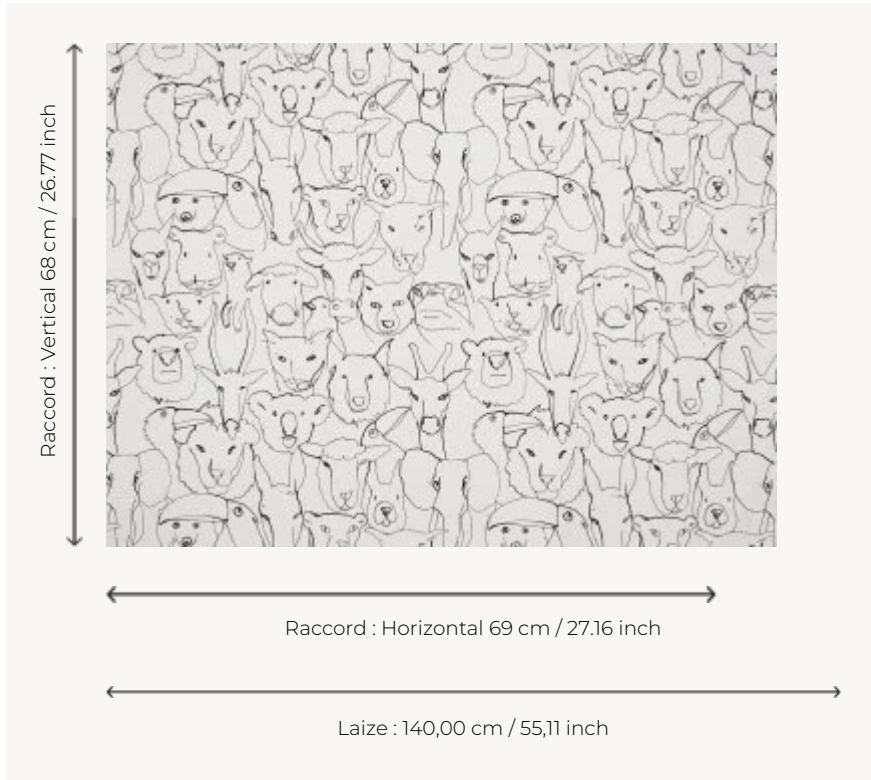 Raccord : Vertical 68 cm / 26.77 inch
Raccord : Horizontal 69 cm / 27.16 inch
Laize : 140,00 cm / 55,11 inch